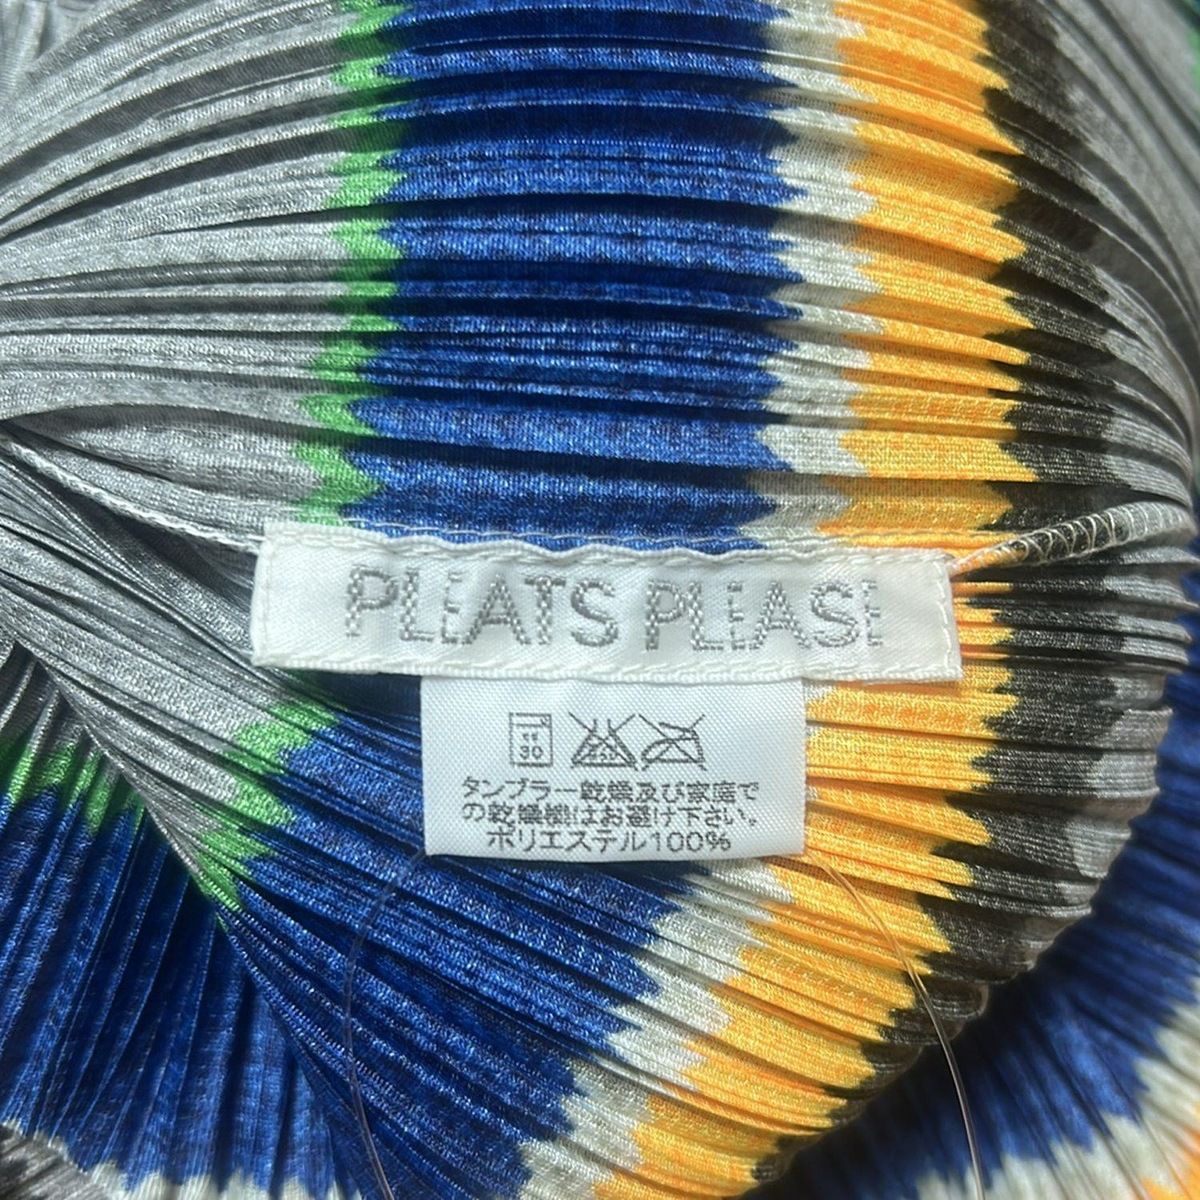 PLEATS PLEASE
30
タンブラー乾燥及び家庭で
の乾燥機はお避け下さい。
ポリエステル100%